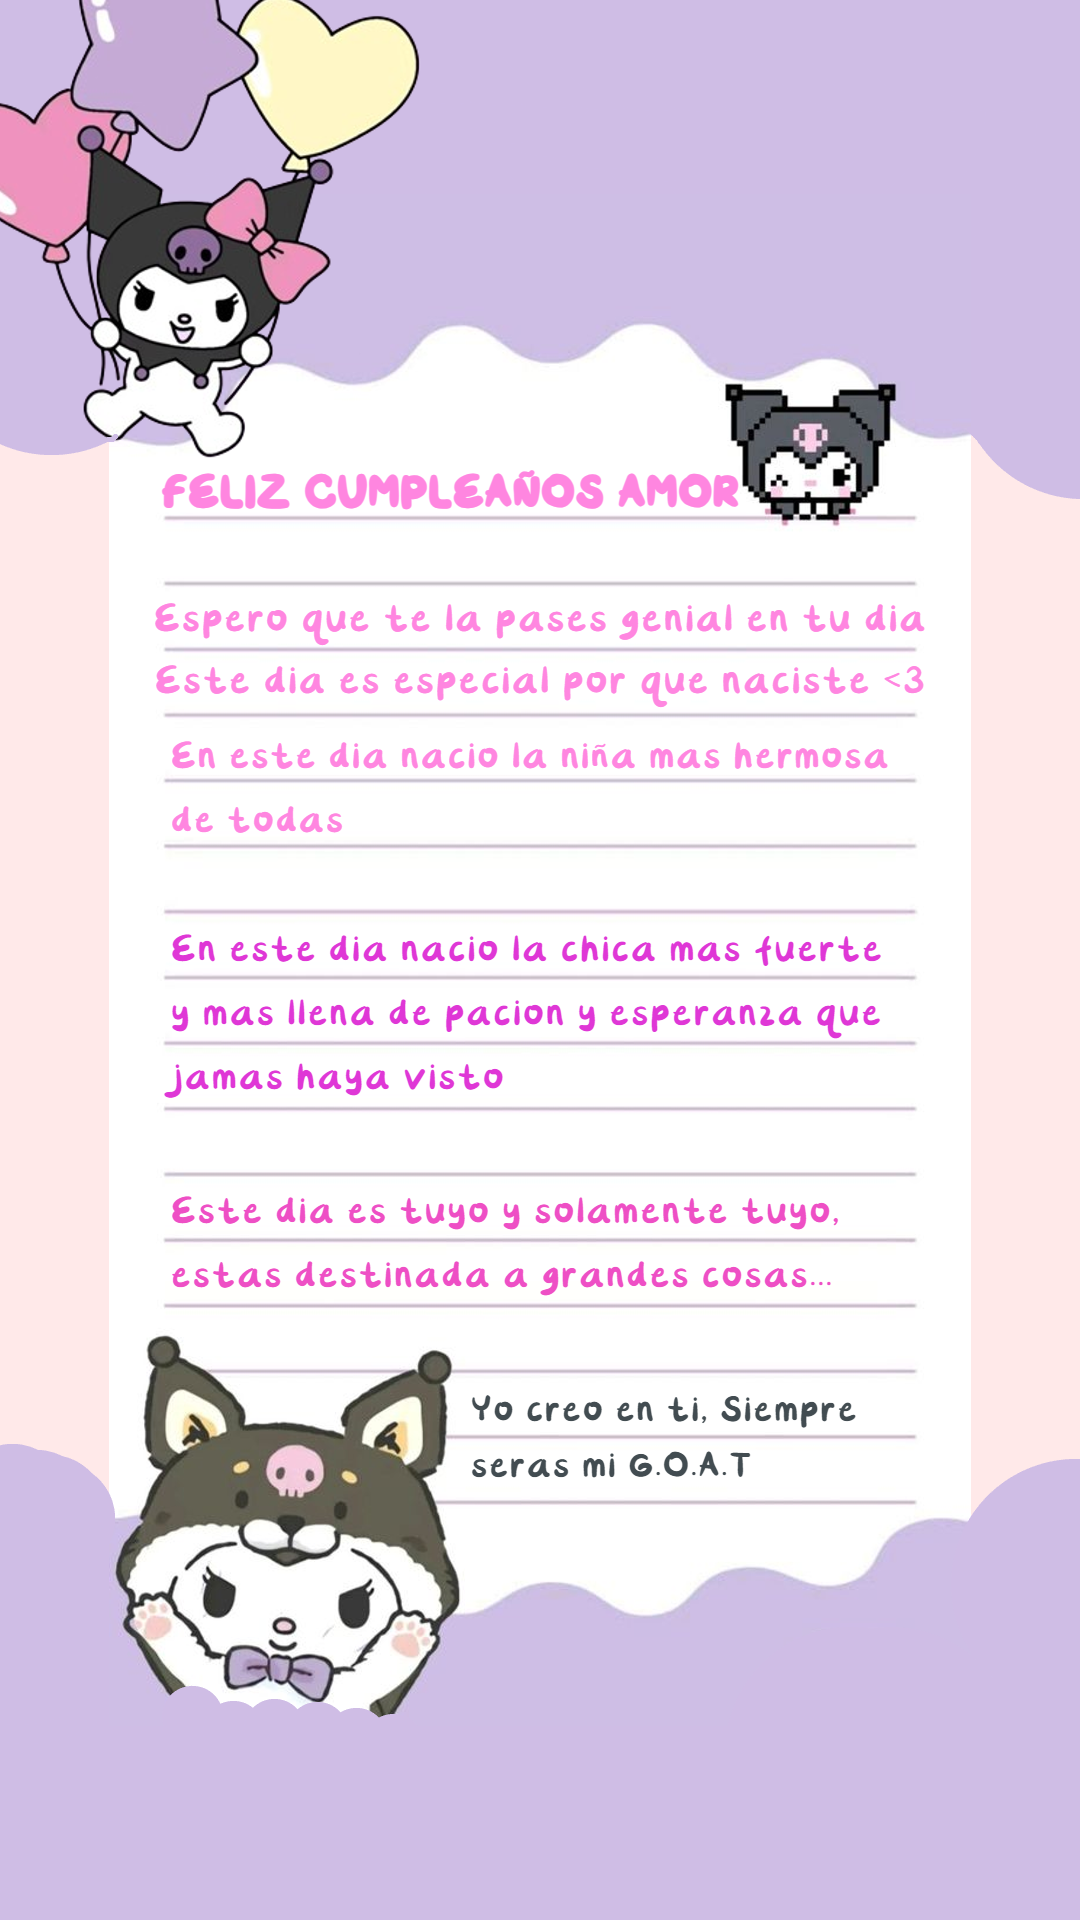 FELIZ CUMPLEAÑOS AMOR
Espero que te la pases genial en tu dia
Este dia es especial por que naciste <3
En este dia nacio la niña mas hermosa
de todas
En este dia nacio la chica mas fuerte
y mas llena de pacion y esperanza que
jamas haya visto
Este dia es tuyo y solamente tuyo,
estas destinada a grandes cosas...
Yo creo en ti, Siempre
seras mi G.O.A.T